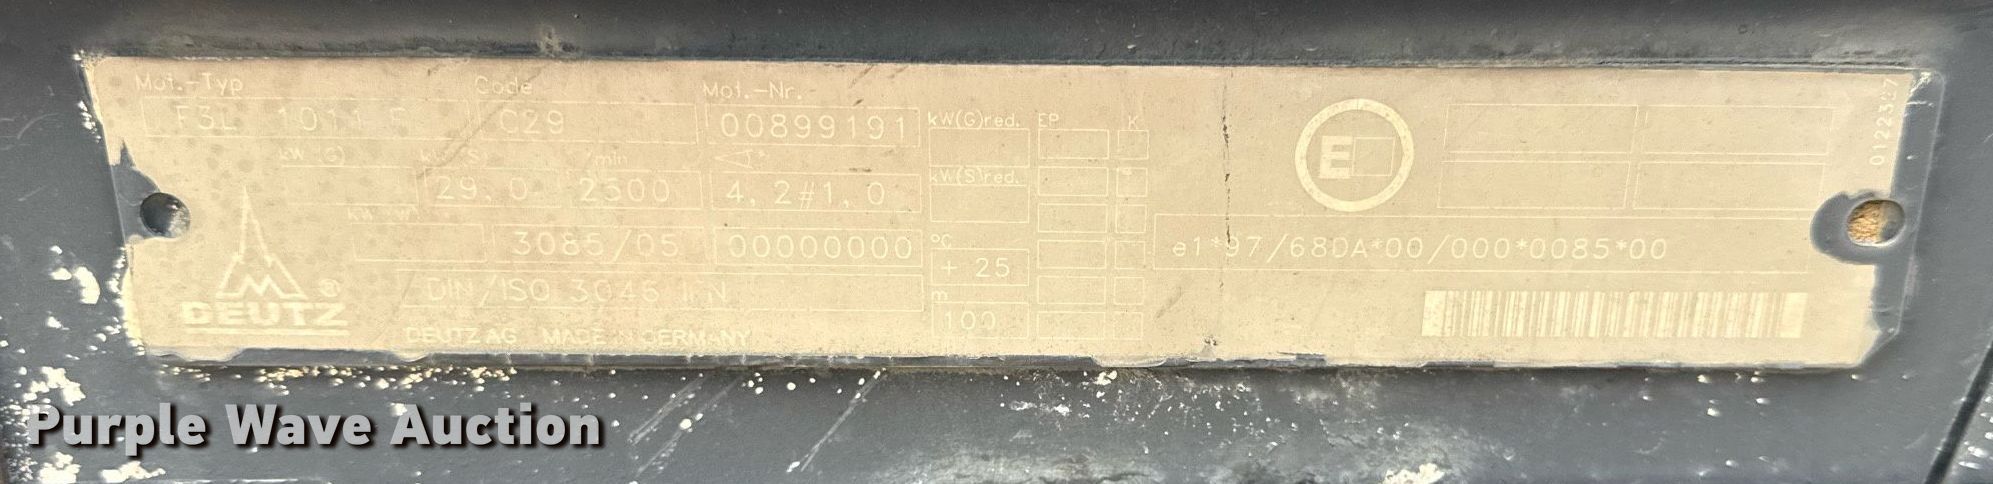 Mot.-Typ Code Mot.-Nr.
F3L 1011 F C29 00899191 kW(G)red. EP K
kW(G) kW(S) /min
29,0 2500 4,2#1,0 kW(S)red.
kW
3085/05 00000000 °C
+ 25
E
e1*97/68DA*00/000*0085*00
DEUTZ ®
DIN/ISO 3046 IFN
m
100
DEUTZ AG MADE IN GERMANY
Purple Wave Auction